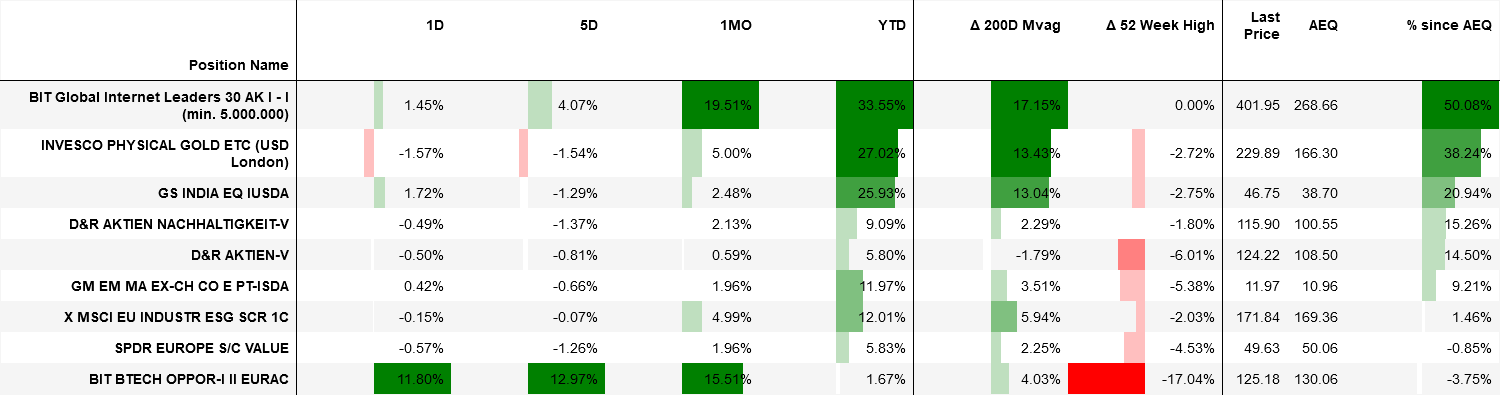 Position Name 1D 5D 1MO YTD Δ 200D Mvag Δ 52 Week High Last Price AEQ % since AEQ
BIT Global Internet Leaders 30 AK I - I (min. 5.000.000) 1.45% 4.07% 19.51% 33.55% 17.15% 0.00% 401.95 268.66 50.08%
INVESCO PHYSICAL GOLD ETC (USD London) -1.57% -1.54% 5.00% 27.02% 13.43% -2.72% 229.89 166.30 38.24%
GS INDIA EQ IUSDA 1.72% -1.29% 2.48% 25.93% 13.04% -2.75% 46.75 38.70 20.94%
D&R AKTIEN NACHHALTIGKEIT-V -0.49% -1.37% 2.13% 9.09% 2.29% -1.80% 115.90 100.55 15.26%
D&R AKTIEN-V -0.50% -0.81% 0.59% 5.80% -1.79% -6.01% 124.22 108.50 14.50%
GM EM MA EX-CH CO E PT-ISDA 0.42% -0.66% 1.96% 11.97% 3.51% -5.38% 11.97 10.96 9.21%
X MSCI EU INDUSTR ESG SCR 1C -0.15% -0.07% 4.99% 12.01% 5.94% -2.03% 171.84 169.36 1.46%
SPDR EUROPE S/C VALUE -0.57% -1.26% 1.96% 5.83% 2.25% -4.53% 49.63 50.06 -0.85%
BIT BTECH OPPOR-I II EURAC 11.80% 12.97% 15.51% 1.67% 4.03% -17.04% 125.18 130.06 -3.75%